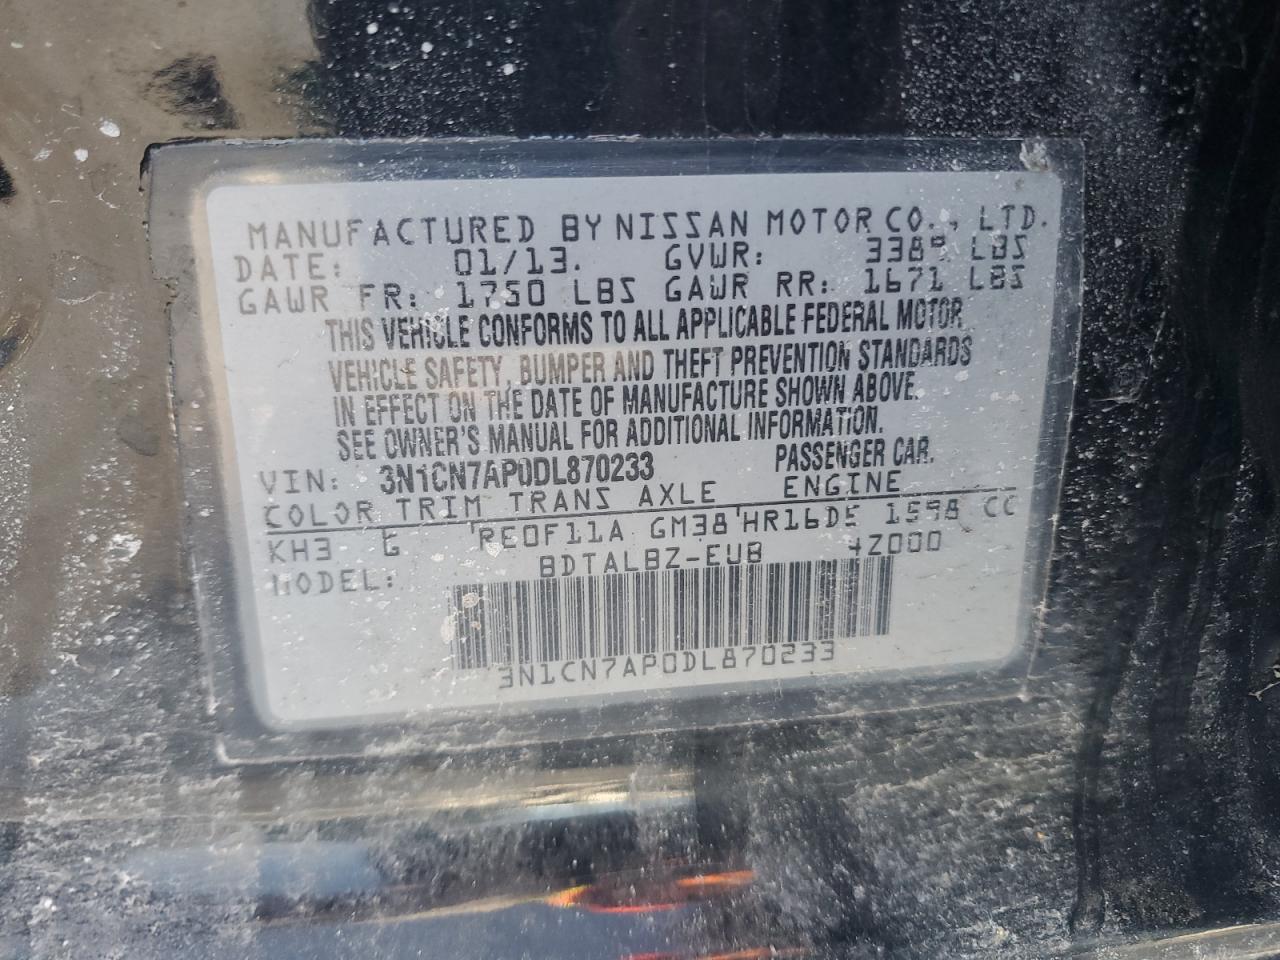 MANUFACTURED BY NISSAN MOTOR CO., LTD.
DATE: 01/13. GVWR: 3389 LBS
GAWR FR: 1750 LBS GAWR RR: 1671 LBS
THIS VEHICLE CONFORMS TO ALL APPLICABLE FEDERAL MOTOR
VEHICLE SAFETY, BUMPER AND THEFT PREVENTION STANDARDS
IN EFFECT ON THE DATE OF MANUFACTURE SHOWN ABOVE.
SEE OWNER'S MANUAL FOR ADDITIONAL INFORMATION.
VIN: 3N1CN7AP0DL870233 PASSENGER CAR.
COLOR TRIM TRANS AXLE ENGINE
KH3 G RE0F11A GM38 HR16DE 1598 CC
MODEL: BDTALBZ-EUB 4Z000
3N1CN7AP0DL870233